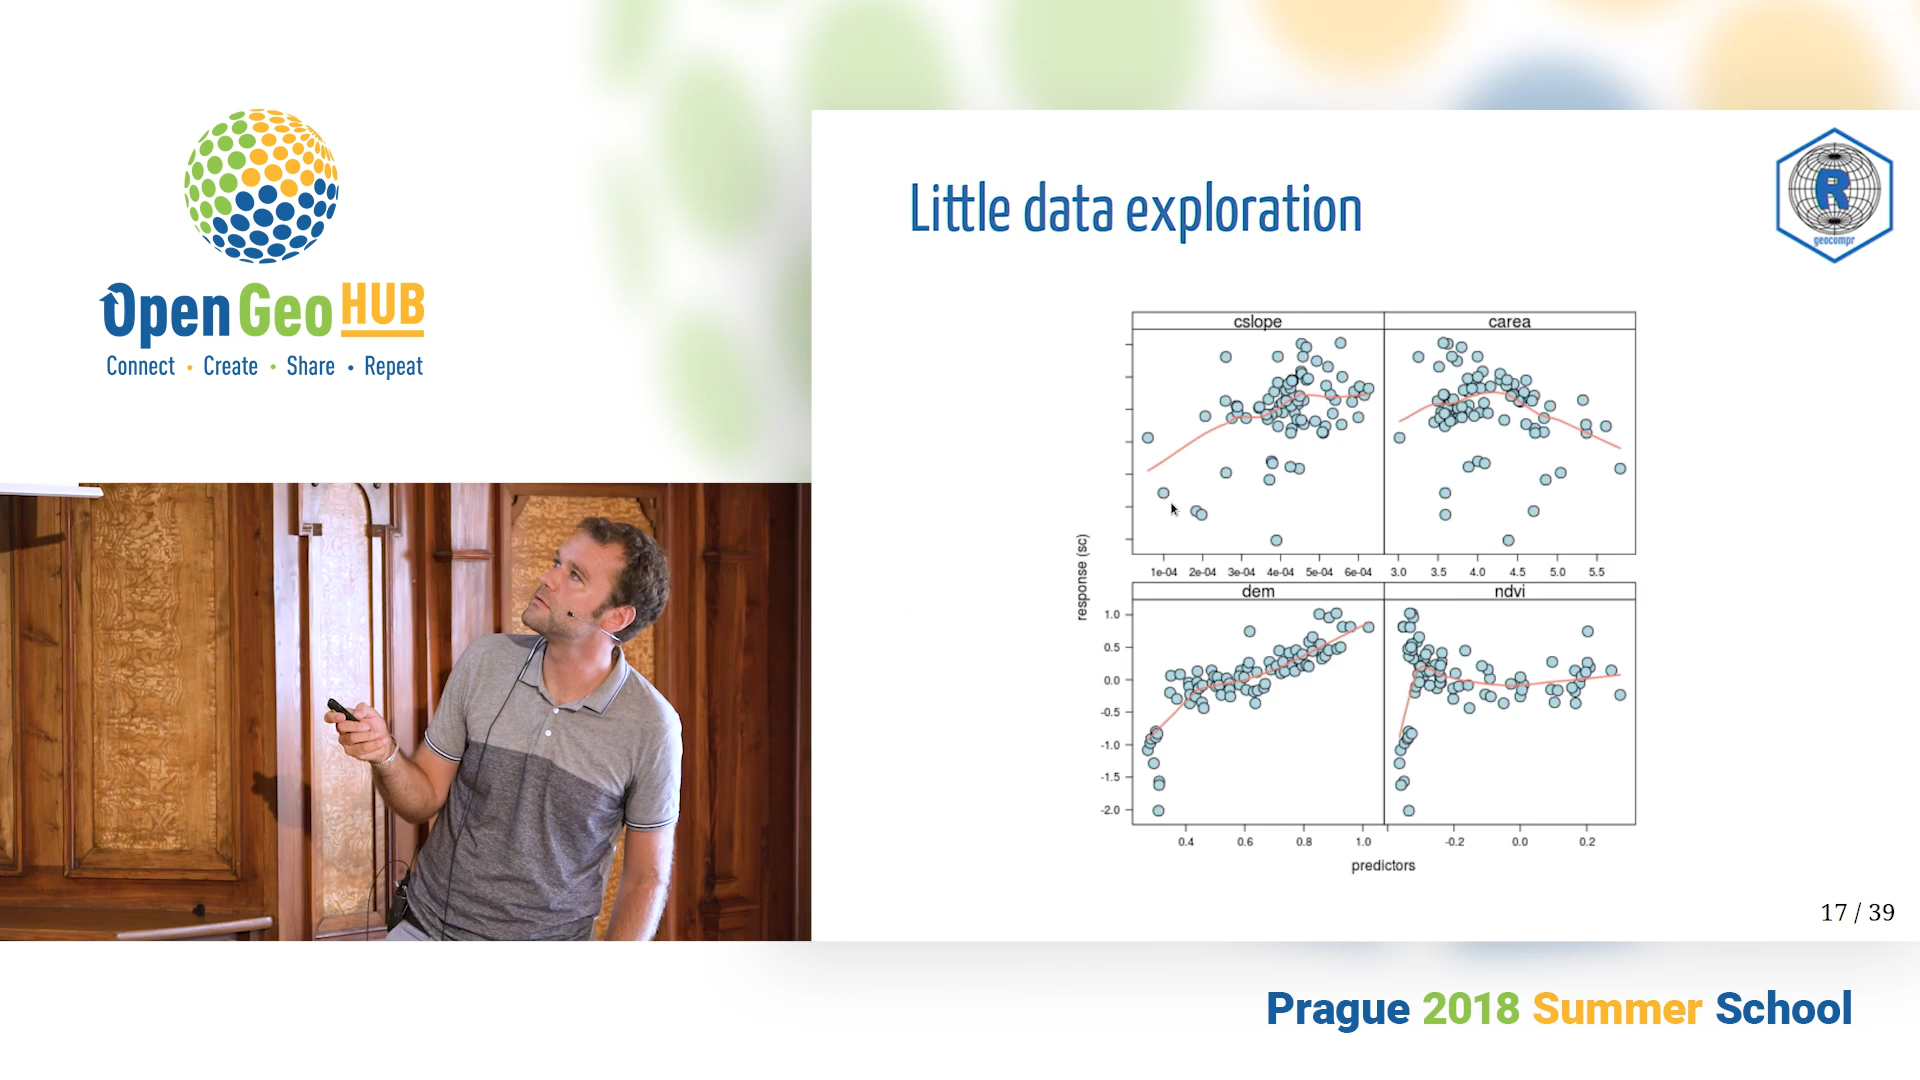 Open Geo HUB
Connect • Create • Share • Repeat
Little data exploration
R
geocompr
cslope
carea
1e-04 2e-04 3e-04 4e-04 5e-04 6e-04
3.0 3.5 4.0 4.5 5.0 5.5
response (sc)
dem
ndvi
1.0
0.5
0.0
-0.5
-1.0
-1.5
-2.0
0.4 0.6 0.8 1.0
-0.2 0.0 0.2
predictors
17 / 39
Prague 2018 Summer School